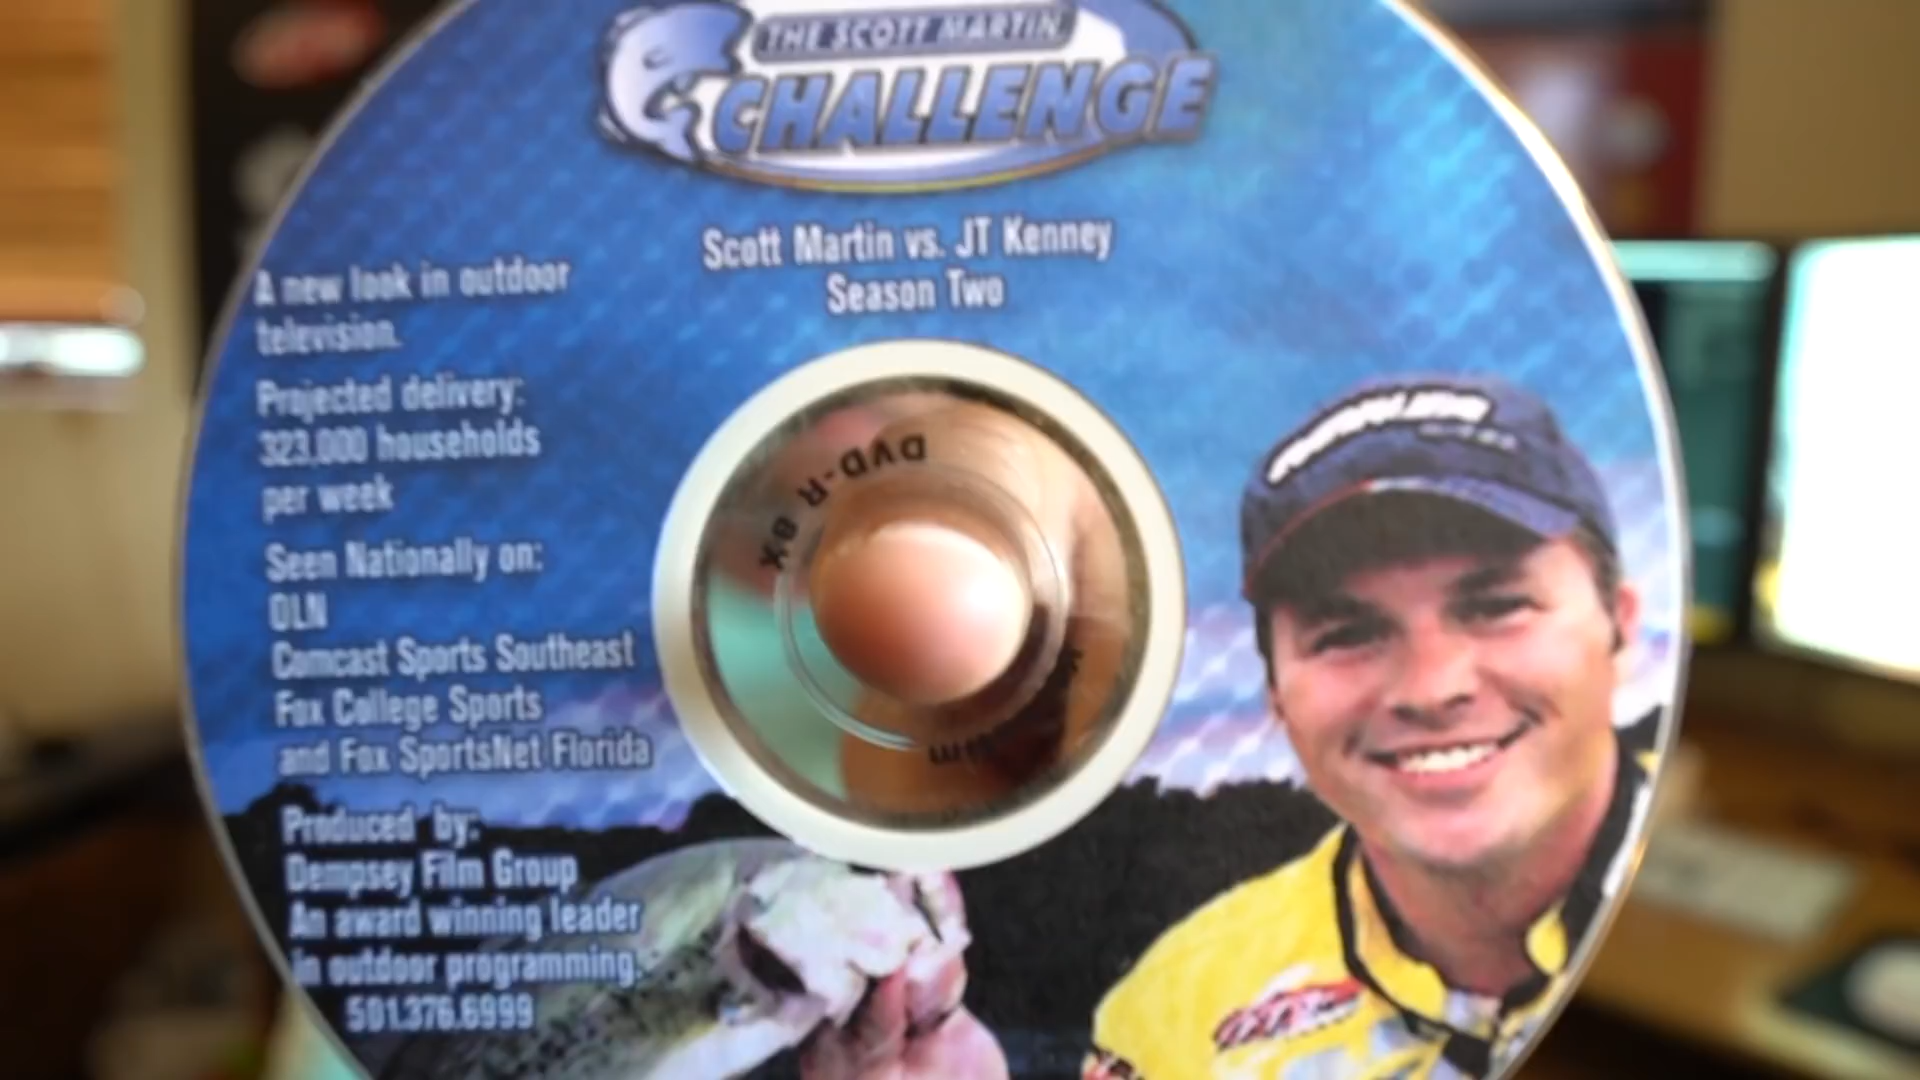 THE SCOTT MARTIN
CHALLENGE
Scott Martin vs. JT Kenney
Season Two
A new look in outdoor
television.
Projected delivery:
323,000 households
per week
Seen Nationally on:
OLN
Comcast Sports Southeast
Fox College Sports
and Fox SportsNet Florida
Produced by:
Dempsey Film Group
An award winning leader
in outdoor programming.
501.376.6999
DVD-R 8X